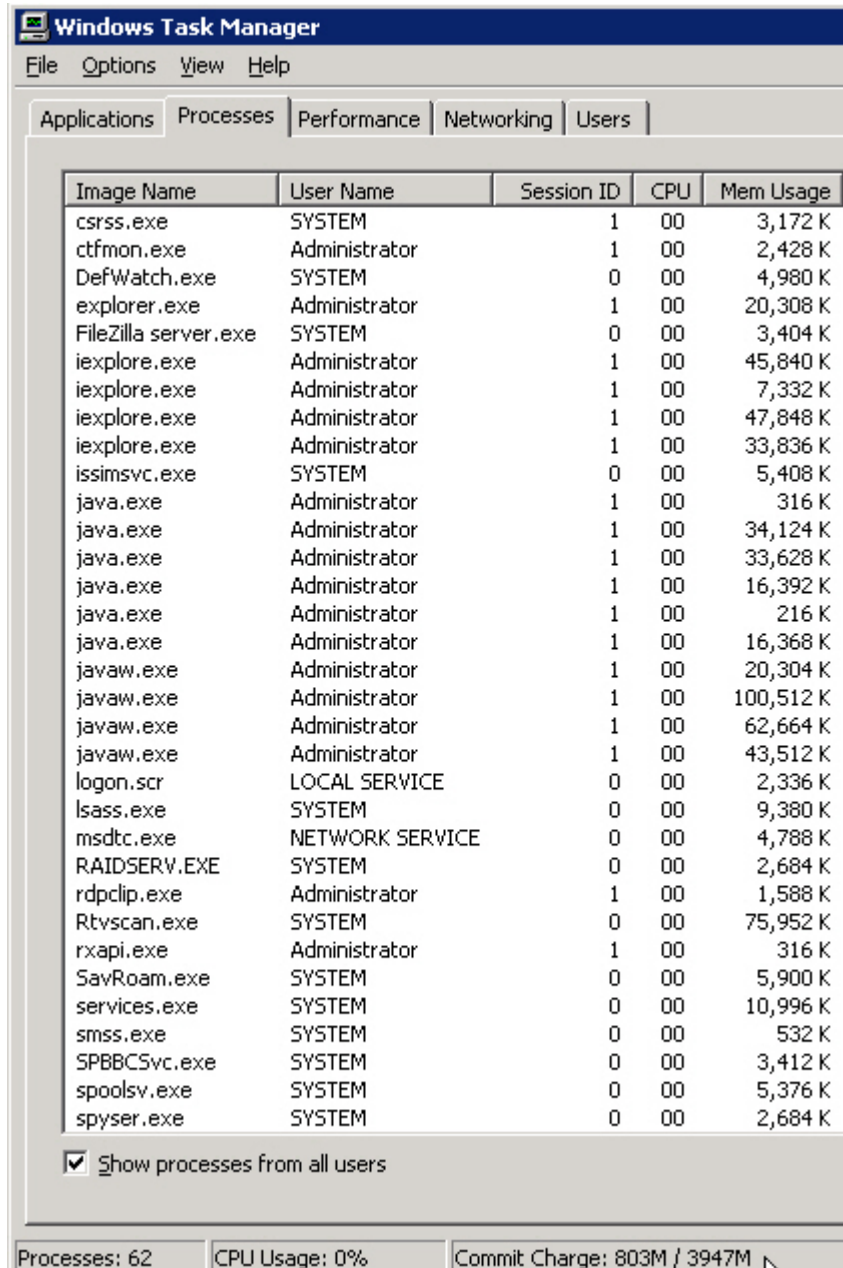 Windows Task Manager
File Options View Help
Applications Processes Performance Networking Users
Image Name User Name Session ID CPU Mem Usage
csrss.exe SYSTEM 1 00 3,172 K
ctfmon.exe Administrator 1 00 2,428 K
DefWatch.exe SYSTEM 0 00 4,980 K
explorer.exe Administrator 1 00 20,308 K
FileZilla server.exe SYSTEM 0 00 3,404 K
iexplore.exe Administrator 1 00 45,840 K
iexplore.exe Administrator 1 00 7,332 K
iexplore.exe Administrator 1 00 47,848 K
iexplore.exe Administrator 1 00 33,836 K
issimsvc.exe SYSTEM 0 00 5,408 K
java.exe Administrator 1 00 316 K
java.exe Administrator 1 00 34,124 K
java.exe Administrator 1 00 33,628 K
java.exe Administrator 1 00 16,392 K
java.exe Administrator 1 00 216 K
java.exe Administrator 1 00 16,368 K
javaw.exe Administrator 1 00 20,304 K
javaw.exe Administrator 1 00 100,512 K
javaw.exe Administrator 1 00 62,664 K
javaw.exe Administrator 1 00 43,512 K
logon.scr LOCAL SERVICE 0 00 2,336 K
lsass.exe SYSTEM 0 00 9,380 K
msdtc.exe NETWORK SERVICE 0 00 4,788 K
RAIDSERV.EXE SYSTEM 0 00 2,684 K
rdpclip.exe Administrator 1 00 1,588 K
Rtvscan.exe SYSTEM 0 00 75,952 K
rxapi.exe Administrator 1 00 316 K
SavRoam.exe SYSTEM 0 00 5,900 K
services.exe SYSTEM 0 00 10,996 K
smss.exe SYSTEM 0 00 532 K
SPBBCSvc.exe SYSTEM 0 00 3,412 K
spoolsv.exe SYSTEM 0 00 5,376 K
spyser.exe SYSTEM 0 00 2,684 K
Show processes from all users
Processes: 62 CPU Usage: 0% Commit Charge: 803M / 3947M